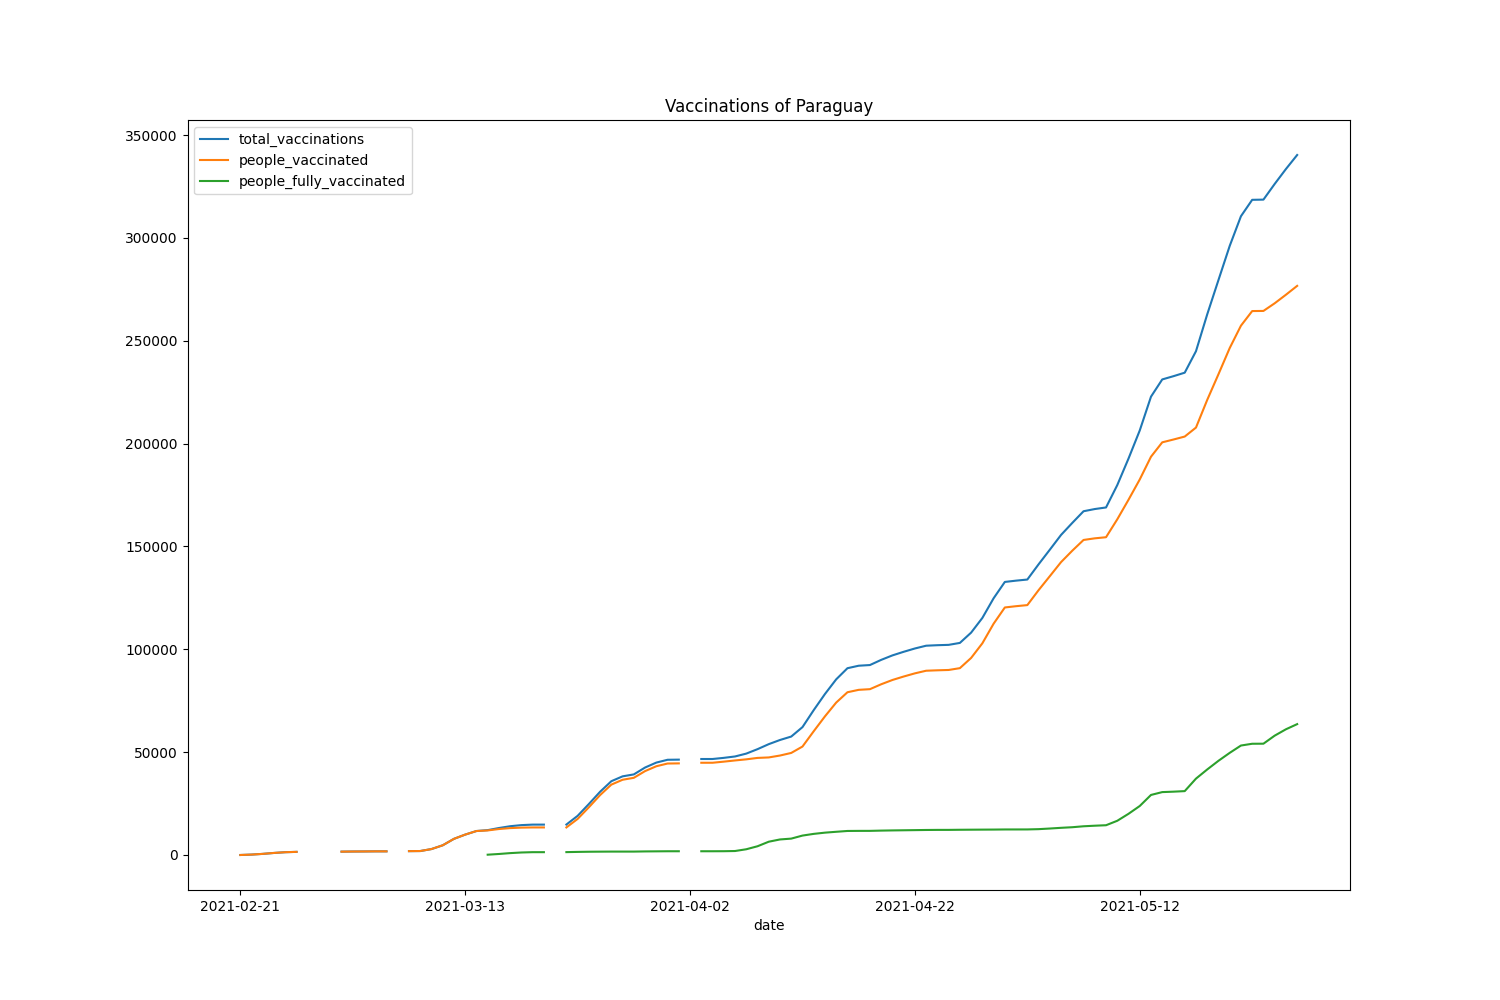 Vaccinations of Paraguay
total_vaccinations
people_vaccinated
people_fully_vaccinated
350000
300000
250000
200000
150000
100000
50000
0
2021-02-21 2021-03-13 2021-04-02 2021-04-22 2021-05-12
date